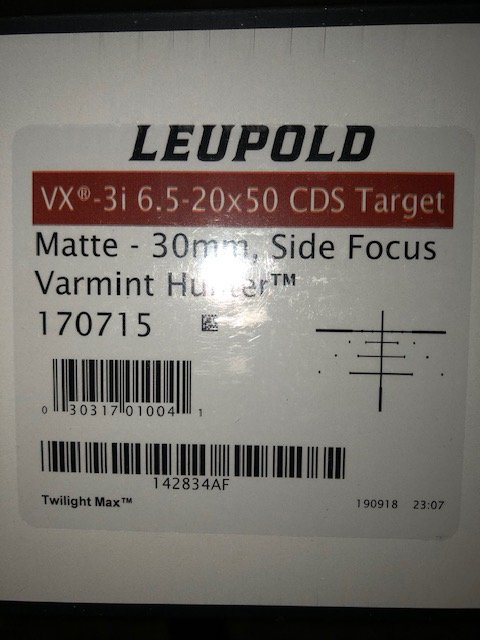 LEUPOLD
VX®-3i 6.5-20x50 CDS Target
Matte - 30mm, Side Focus
Varmint Hunter™
170715
0 30317 01004 1
142834AF
Twilight Max™
190918 23:07